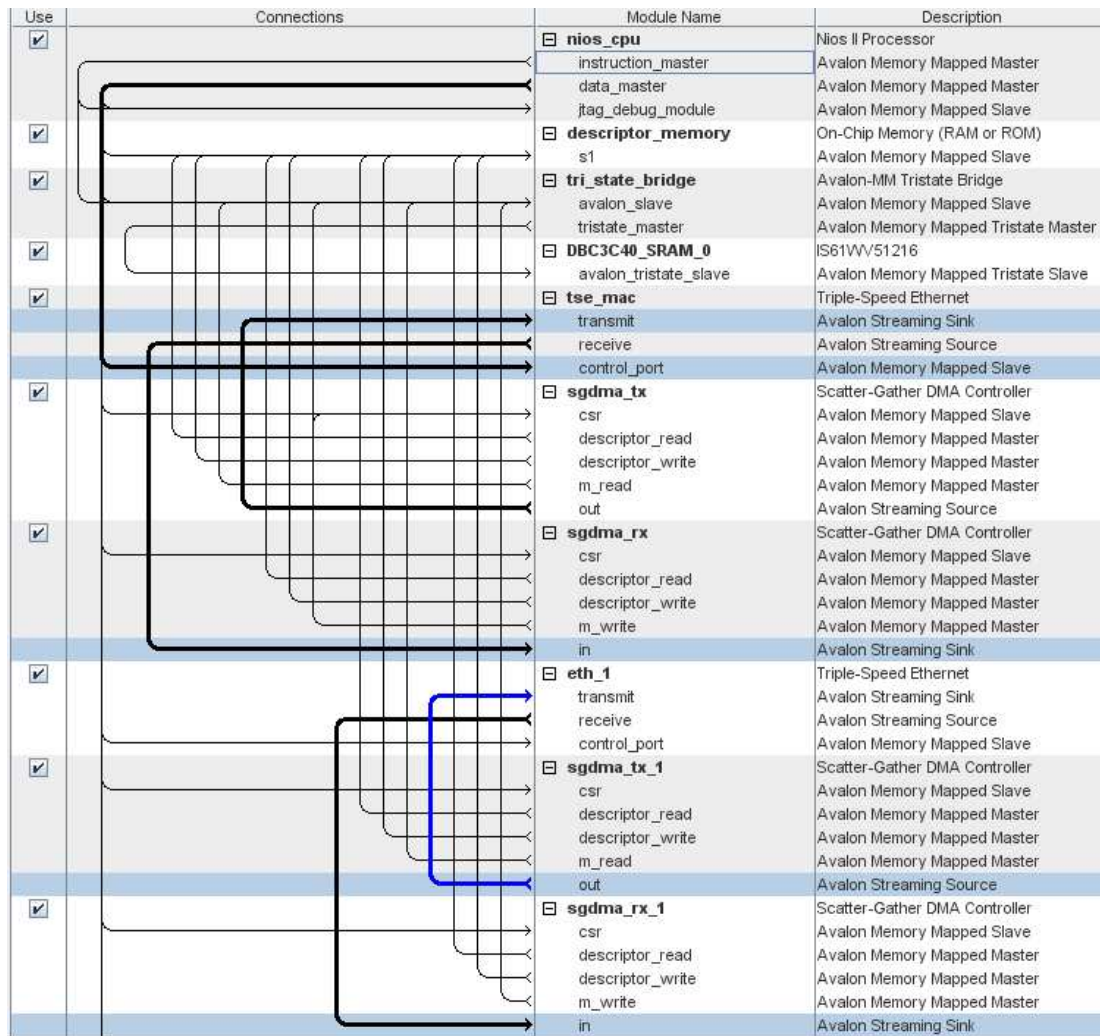 Use Connections Module Name Description
nios_cpu Nios II Processor
instruction_master Avalon Memory Mapped Master
data_master Avalon Memory Mapped Master
jtag_debug_module Avalon Memory Mapped Slave
descriptor_memory On-Chip Memory (RAM or ROM)
s1 Avalon Memory Mapped Slave
tri_state_bridge Avalon-MM Tristate Bridge
avalon_slave Avalon Memory Mapped Slave
tristate_master Avalon Memory Mapped Tristate Master
DBC3C40_SRAM_0 IS61WV51216
avalon_tristate_slave Avalon Memory Mapped Tristate Slave
tse_mac Triple-Speed Ethernet
transmit Avalon Streaming Sink
receive Avalon Streaming Source
control_port Avalon Memory Mapped Slave
sgdma_tx Scatter-Gather DMA Controller
csr Avalon Memory Mapped Slave
descriptor_read Avalon Memory Mapped Master
descriptor_write Avalon Memory Mapped Master
m_read Avalon Memory Mapped Master
out Avalon Streaming Source
sgdma_rx Scatter-Gather DMA Controller
csr Avalon Memory Mapped Slave
descriptor_read Avalon Memory Mapped Master
descriptor_write Avalon Memory Mapped Master
m_write Avalon Memory Mapped Master
in Avalon Streaming Sink
eth_1 Triple-Speed Ethernet
transmit Avalon Streaming Sink
receive Avalon Streaming Source
control_port Avalon Memory Mapped Slave
sgdma_tx_1 Scatter-Gather DMA Controller
csr Avalon Memory Mapped Slave
descriptor_read Avalon Memory Mapped Master
descriptor_write Avalon Memory Mapped Master
m_read Avalon Memory Mapped Master
out Avalon Streaming Source
sgdma_rx_1 Scatter-Gather DMA Controller
csr Avalon Memory Mapped Slave
descriptor_read Avalon Memory Mapped Master
descriptor_write Avalon Memory Mapped Master
m_write Avalon Memory Mapped Master
in Avalon Streaming Sink